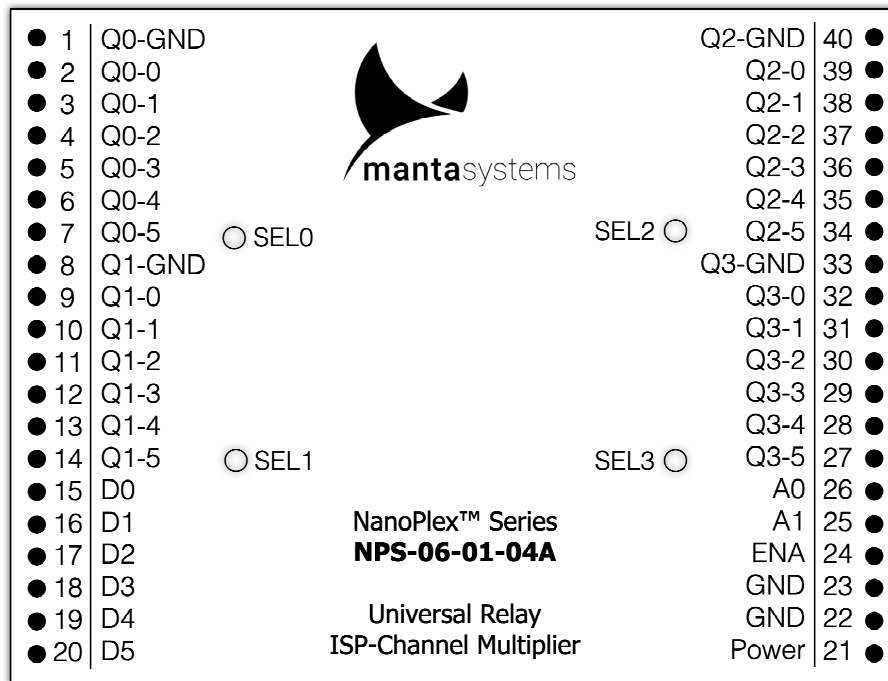 1 Q0-GND
2 Q0-0
3 Q0-1
4 Q0-2
5 Q0-3
6 Q0-4
7 Q0-5
8 Q1-GND
9 Q1-0
10 Q1-1
11 Q1-2
12 Q1-3
13 Q1-4
14 Q1-5
15 D0
16 D1
17 D2
18 D3
19 D4
20 D5
mantasystems
SEL0
SEL2
SEL1
SEL3
NanoPlex™ Series
NPS-06-01-04A
Universal Relay
ISP-Channel Multiplier
Q2-GND 40
Q2-0 39
Q2-1 38
Q2-2 37
Q2-3 36
Q2-4 35
Q2-5 34
Q3-GND 33
Q3-0 32
Q3-1 31
Q3-2 30
Q3-3 29
Q3-4 28
Q3-5 27
A0 26
A1 25
ENA 24
GND 23
GND 22
Power 21